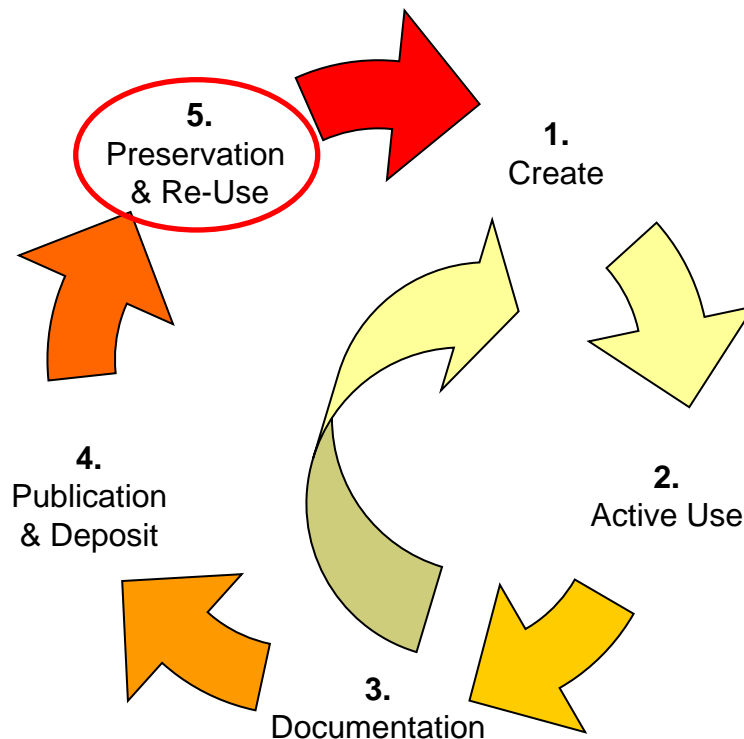 1.
Create
2.
Active Use
3.
Documentation
4.
Publication
& Deposit
5.
Preservation
& Re-Use